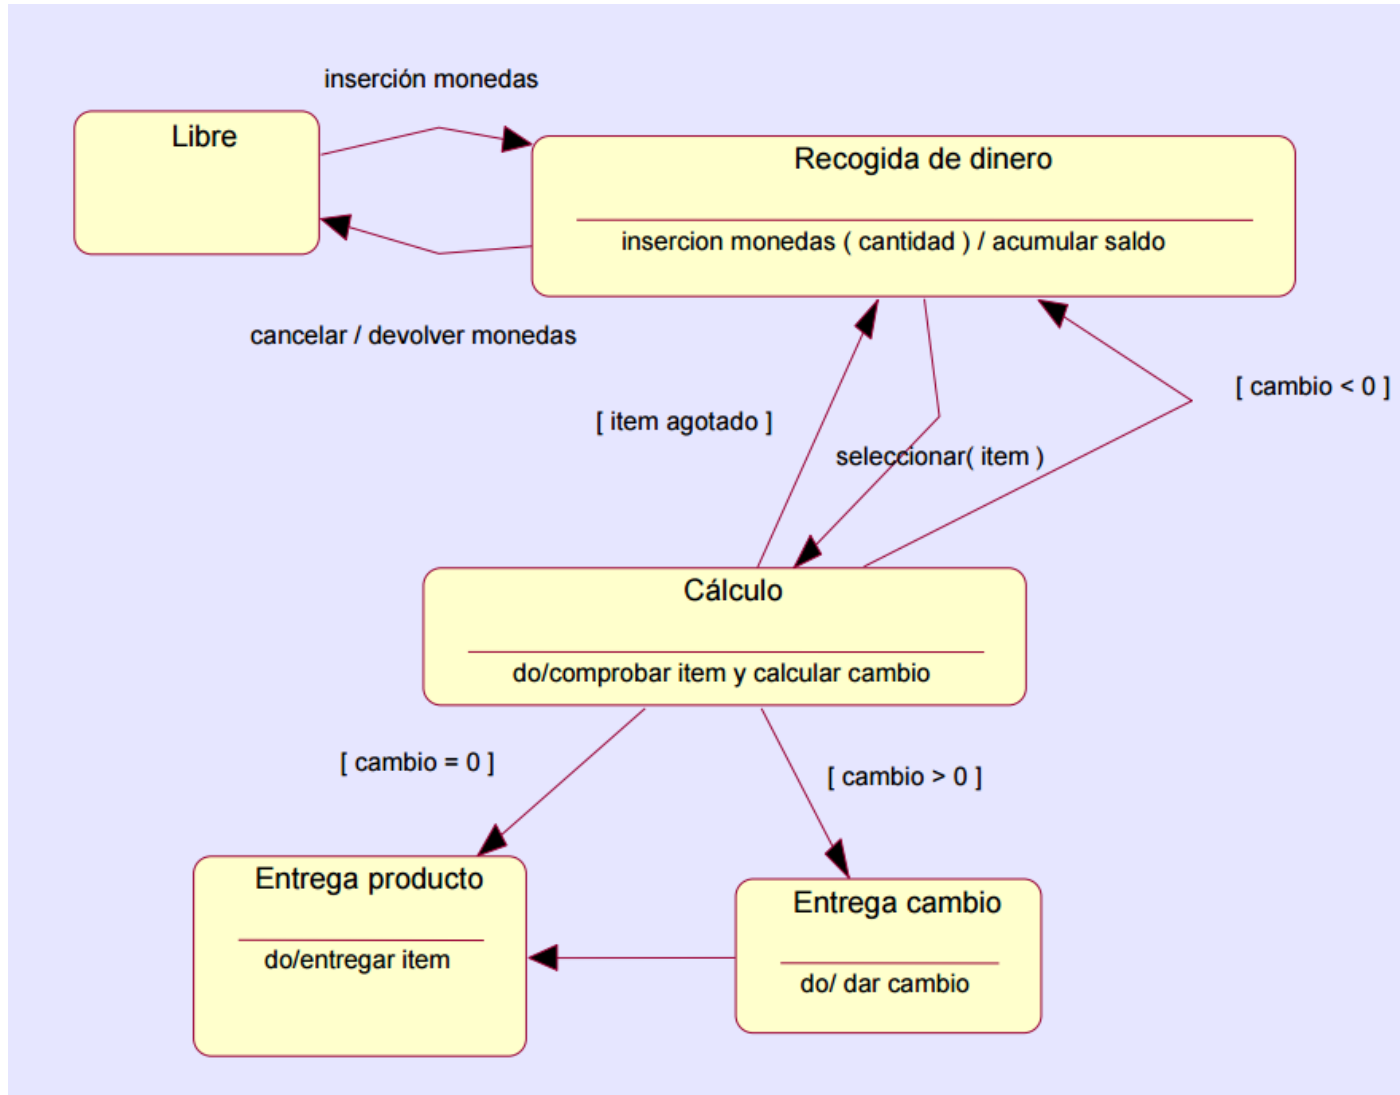 inserción monedas
Libre
Recogida de dinero
insercion monedas ( cantidad ) / acumular saldo
cancelar / devolver monedas
[ cambio < 0 ]
[ item agotado ]
seleccionar( item )
Cálculo
do/comprobar item y calcular cambio
[ cambio = 0 ]
[ cambio > 0 ]
Entrega producto
do/entregar item
Entrega cambio
do/ dar cambio